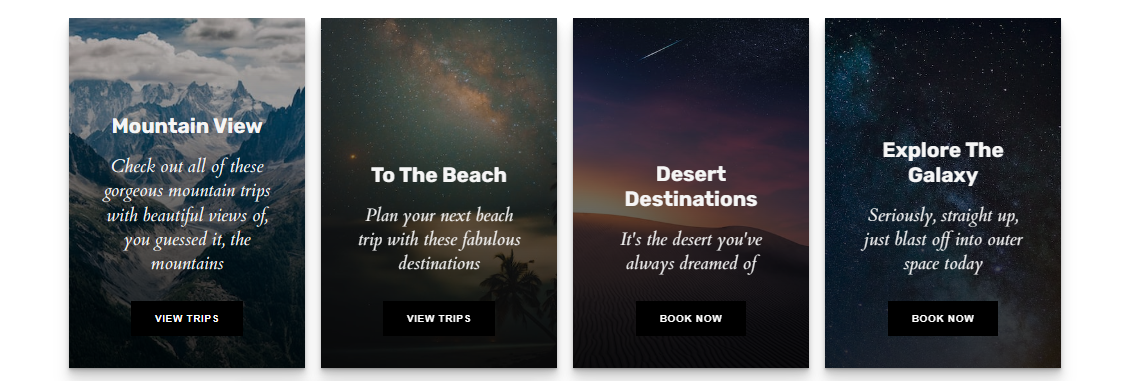 Mountain View
Check out all of these
gorgeous mountain trips
with beautiful views of,
you guessed it, the
mountains
VIEW TRIPS
To The Beach
Plan your next beach
trip with these fabulous
destinations
VIEW TRIPS
Desert
Destinations
It's the desert you've
always dreamed of
BOOK NOW
Explore The
Galaxy
Seriously, straight up,
just blast off into outer
space today
BOOK NOW